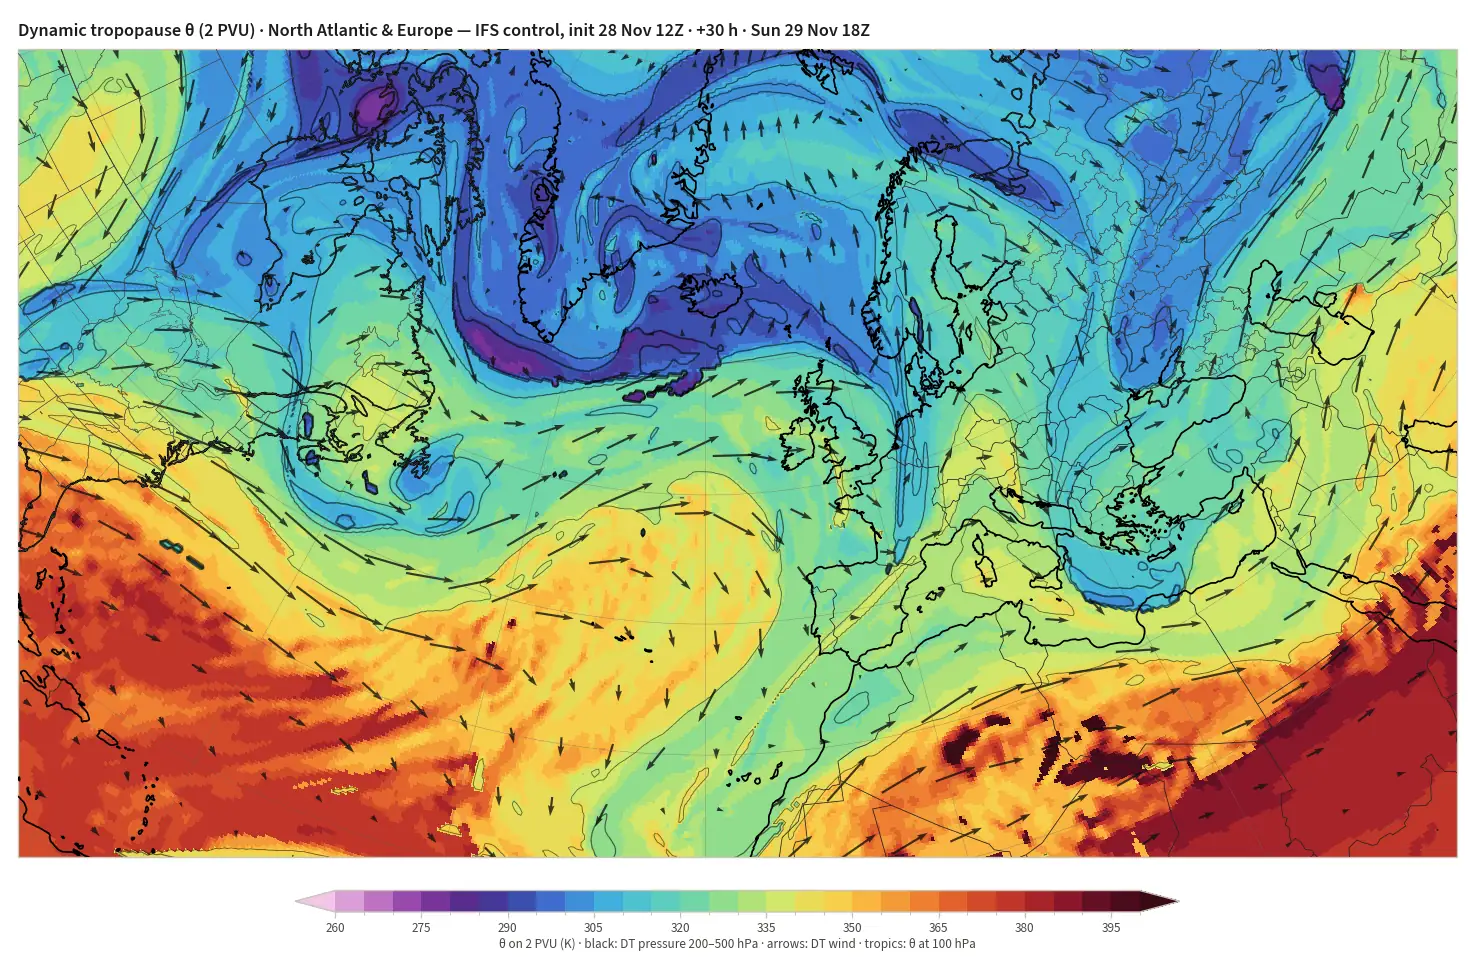 Dynamic tropopause θ (2 PVU) · North Atlantic & Europe — IFS control, init 28 Nov 12Z · +30 h · Sun 29 Nov 18Z
260 275 290 305 320 335 350 365 380 395
θ on 2 PVU (K) · black: DT pressure 200–500 hPa · arrows: DT wind · tropics: θ at 100 hPa